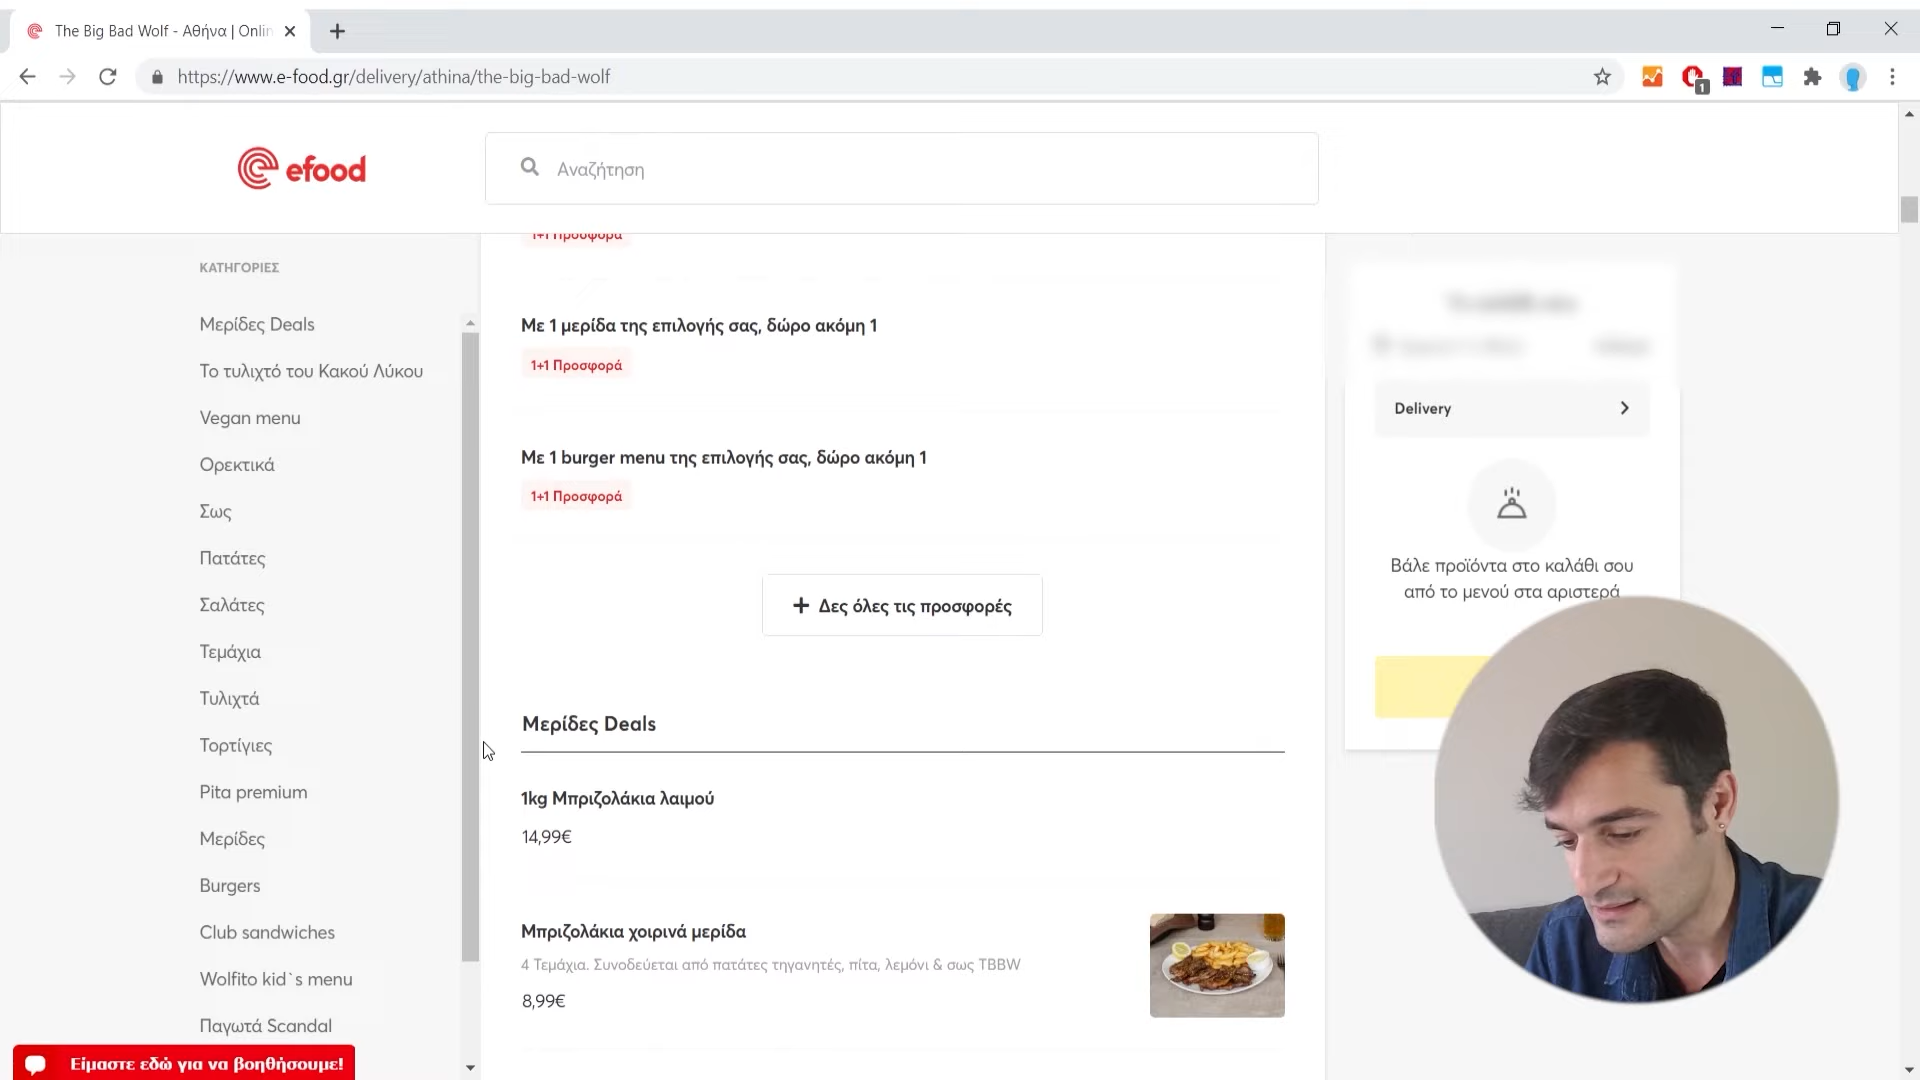 The Big Bad Wolf - Αθήνα | Onlin
https://www.e-food.gr/delivery/athina/the-big-bad-wolf
1
efood
Αναζήτηση
ΚΑΤΗΓΟΡΙΕΣ
Μερίδες Deals
Το τυλιχτό του Κακού Λύκου
Vegan menu
Ορεκτικά
Σως
Πατάτες
Σαλάτες
Τεμάχια
Τυλιχτά
Τορτίγιες
Pita premium
Μερίδες
Burgers
Club sandwiches
Wolfito kid`s menu
Παγωτά Scandal
Είμαστε εδώ για να βοηθήσουμε!
1+1 Προσφορά
Με 1 μερίδα της επιλογής σας, δώρο ακόμη 1
1+1 Προσφορά
Με 1 burger menu της επιλογής σας, δώρο ακόμη 1
1+1 Προσφορά
+ Δες όλες τις προσφορές
Μερίδες Deals
1kg Μπριζολάκια λαιμού
14,99€
Μπριζολάκια χοιρινά μερίδα
4 Τεμάχια. Συνοδεύεται από πατάτες τηγανητές, πίτα, λεμόνι & σως TBBW
8,99€
Delivery
Βάλε προϊόντα στο καλάθι σου
από το μενού στα αριστερά